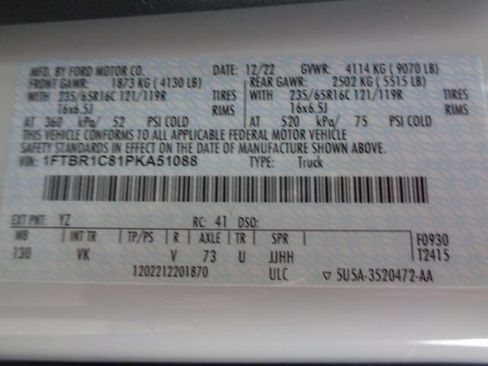 MFD. BY FORD MOTOR CO. DATE: 12/22 GVWR: 4114 KG ( 9070 LB)
FRONT GAWR: 1873 KG ( 4130 LB) REAR GAWR: 2502 KG ( 5515 LB)
WITH 235/65R16C 121/119R TIRES WITH 235/65R16C 121/119R TIRES
16x6.5J RIMS 16x6.5J RIMS
AT 360 kPa/ 52 PSI COLD AT 520 kPa/ 75 PSI COLD
THIS VEHICLE CONFORMS TO ALL APPLICABLE FEDERAL MOTOR VEHICLE
SAFETY STANDARDS IN EFFECT ON THE DATE OF MANUFACTURE SHOWN ABOVE.
VIN: 1FTBR1C81PKA51088 TYPE: Truck
EXT PNT: YZ RC: 41 DSO: F0930
WB INT TR TP/PS R AXLE TR SPR T2415
130 VK V 73 U JJHH
1202212201870 ULC ▽ 5U5A-3520472-AA